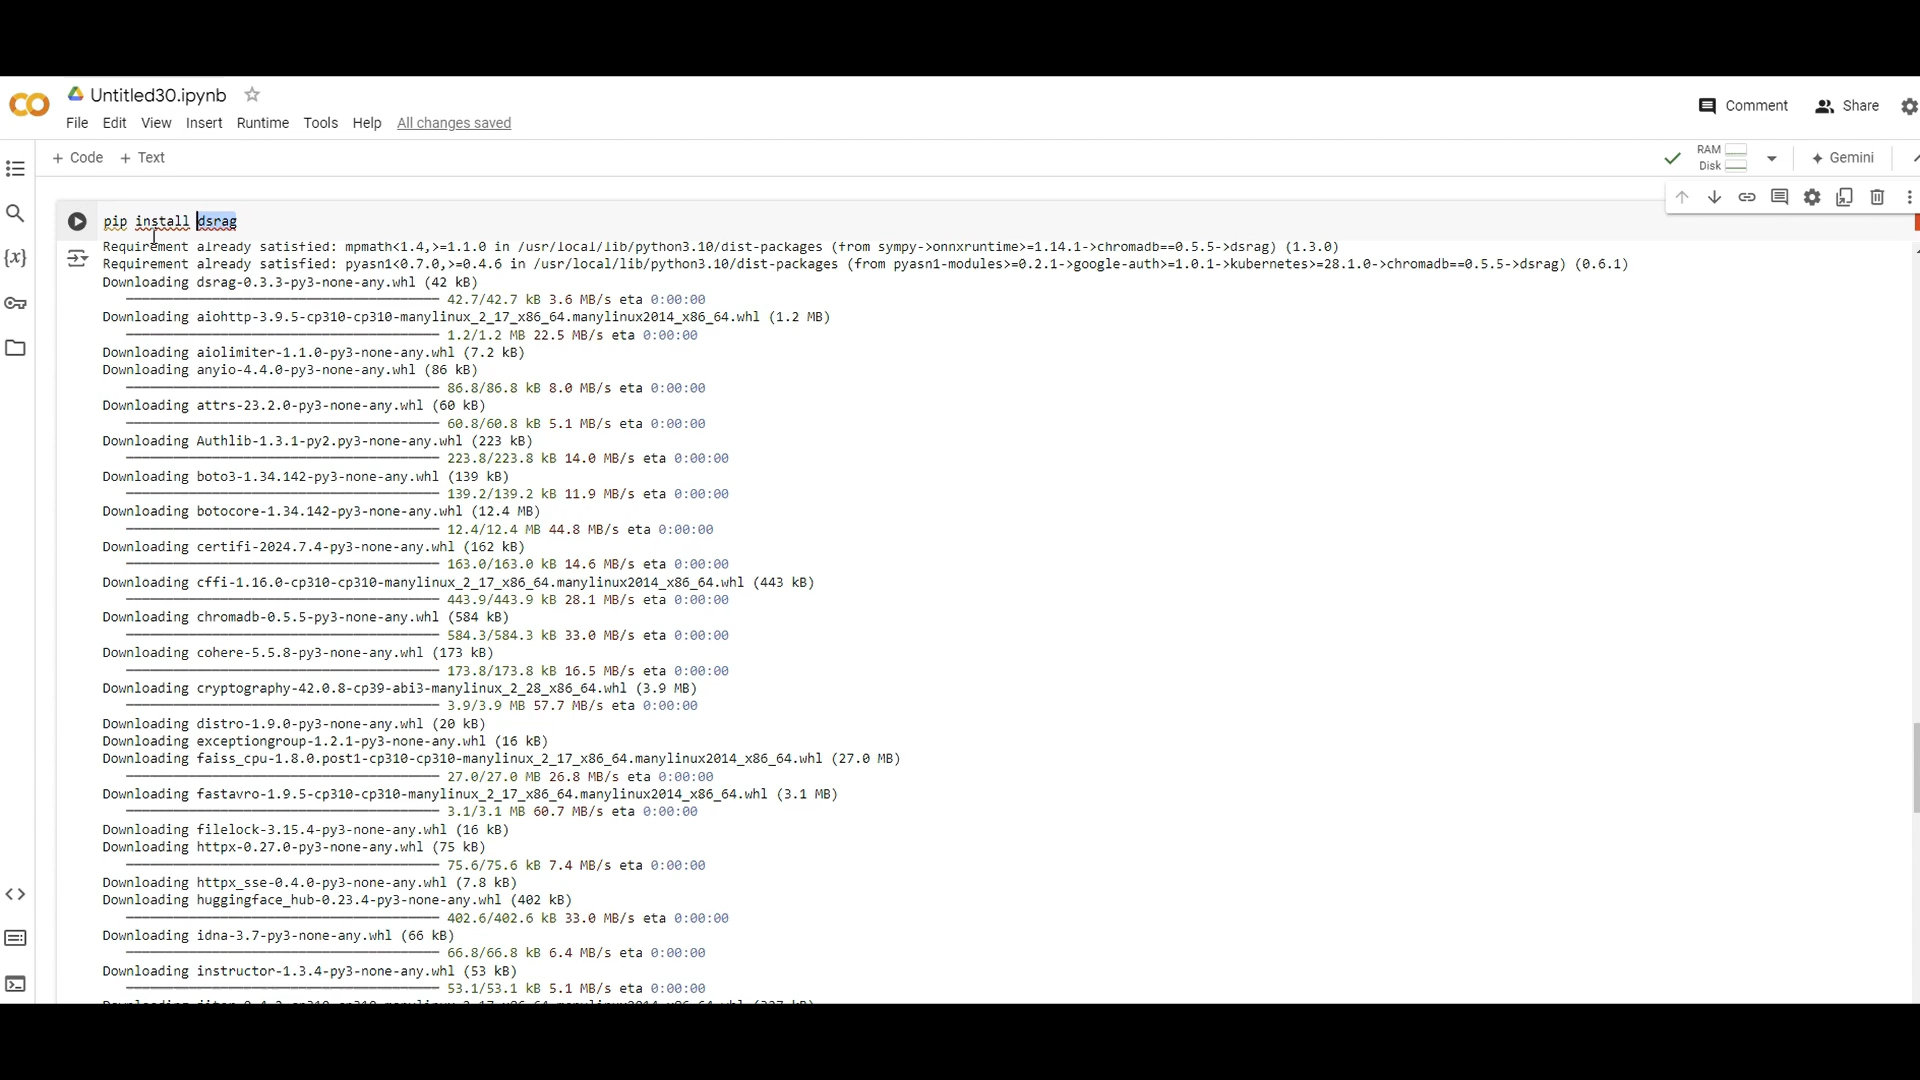 Untitled30.ipynb
Comment
Share
File Edit View Insert Runtime Tools Help All changes saved
+ Code + Text
RAM
Disk
Gemini
pip install dsrag
Requirement already satisfied: mpmath<1.4,>=1.1.0 in /usr/local/lib/python3.10/dist-packages (from sympy->onnxruntime>=1.14.1->chromadb==0.5.5->dsrag) (1.3.0)
Requirement already satisfied: pyasn1<0.7.0,>=0.4.6 in /usr/local/lib/python3.10/dist-packages (from pyasn1-modules>=0.2.1->google-auth>=1.0.1->kubernetes>=28.1.0->chromadb==0.5.5->dsrag) (0.6.1)
Downloading dsrag-0.3.3-py3-none-any.whl (42 kB)
42.7/42.7 kB 3.6 MB/s eta 0:00:00
Downloading aiohttp-3.9.5-cp310-cp310-manylinux_2_17_x86_64.manylinux2014_x86_64.whl (1.2 MB)
1.2/1.2 MB 22.5 MB/s eta 0:00:00
Downloading aiolimiter-1.1.0-py3-none-any.whl (7.2 kB)
Downloading anyio-4.4.0-py3-none-any.whl (86 kB)
86.8/86.8 kB 8.0 MB/s eta 0:00:00
Downloading attrs-23.2.0-py3-none-any.whl (60 kB)
60.8/60.8 kB 5.1 MB/s eta 0:00:00
Downloading Authlib-1.3.1-py2.py3-none-any.whl (223 kB)
223.8/223.8 kB 14.0 MB/s eta 0:00:00
Downloading boto3-1.34.142-py3-none-any.whl (139 kB)
139.2/139.2 kB 11.9 MB/s eta 0:00:00
Downloading botocore-1.34.142-py3-none-any.whl (12.4 MB)
12.4/12.4 MB 44.8 MB/s eta 0:00:00
Downloading certifi-2024.7.4-py3-none-any.whl (162 kB)
163.0/163.0 kB 14.6 MB/s eta 0:00:00
Downloading cffi-1.16.0-cp310-cp310-manylinux_2_17_x86_64.manylinux2014_x86_64.whl (443 kB)
443.9/443.9 kB 28.1 MB/s eta 0:00:00
Downloading chromadb-0.5.5-py3-none-any.whl (584 kB)
584.3/584.3 kB 33.0 MB/s eta 0:00:00
Downloading cohere-5.5.8-py3-none-any.whl (173 kB)
173.8/173.8 kB 16.5 MB/s eta 0:00:00
Downloading cryptography-42.0.8-cp39-abi3-manylinux_2_28_x86_64.whl (3.9 MB)
3.9/3.9 MB 57.7 MB/s eta 0:00:00
Downloading distro-1.9.0-py3-none-any.whl (20 kB)
Downloading exceptiongroup-1.2.1-py3-none-any.whl (16 kB)
Downloading faiss_cpu-1.8.0.post1-cp310-cp310-manylinux_2_17_x86_64.manylinux2014_x86_64.whl (27.0 MB)
27.0/27.0 MB 26.8 MB/s eta 0:00:00
Downloading fastavro-1.9.5-cp310-cp310-manylinux_2_17_x86_64.manylinux2014_x86_64.whl (3.1 MB)
3.1/3.1 MB 60.7 MB/s eta 0:00:00
Downloading filelock-3.15.4-py3-none-any.whl (16 kB)
Downloading httpx-0.27.0-py3-none-any.whl (75 kB)
75.6/75.6 kB 7.4 MB/s eta 0:00:00
Downloading httpx_sse-0.4.0-py3-none-any.whl (7.8 kB)
Downloading huggingface_hub-0.23.4-py3-none-any.whl (402 kB)
402.6/402.6 kB 33.0 MB/s eta 0:00:00
Downloading idna-3.7-py3-none-any.whl (66 kB)
66.8/66.8 kB 6.4 MB/s eta 0:00:00
Downloading instructor-1.3.4-py3-none-any.whl (53 kB)
53.1/53.1 kB 5.1 MB/s eta 0:00:00